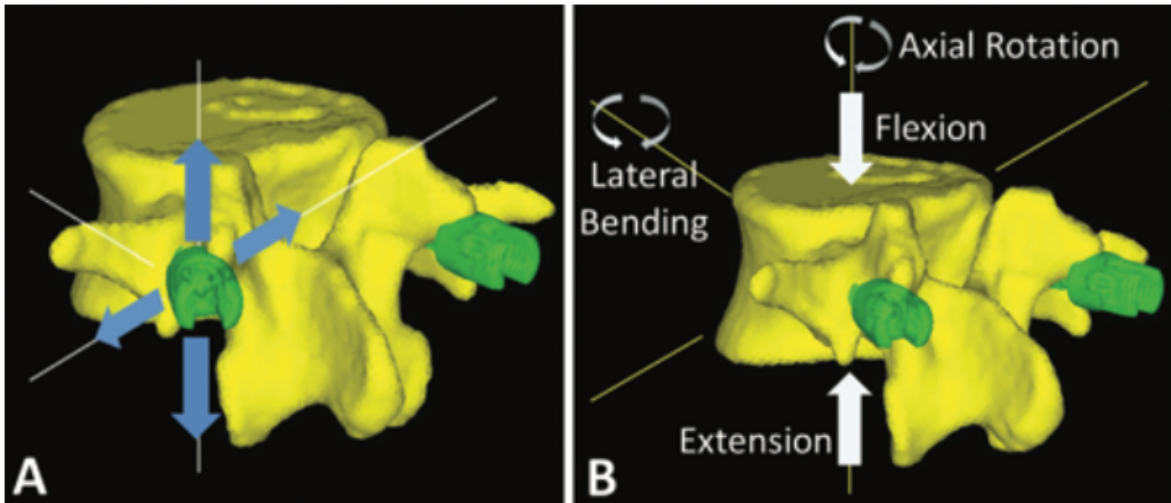 A
Axial Rotation
Flexion
Lateral
Bending
Extension
B